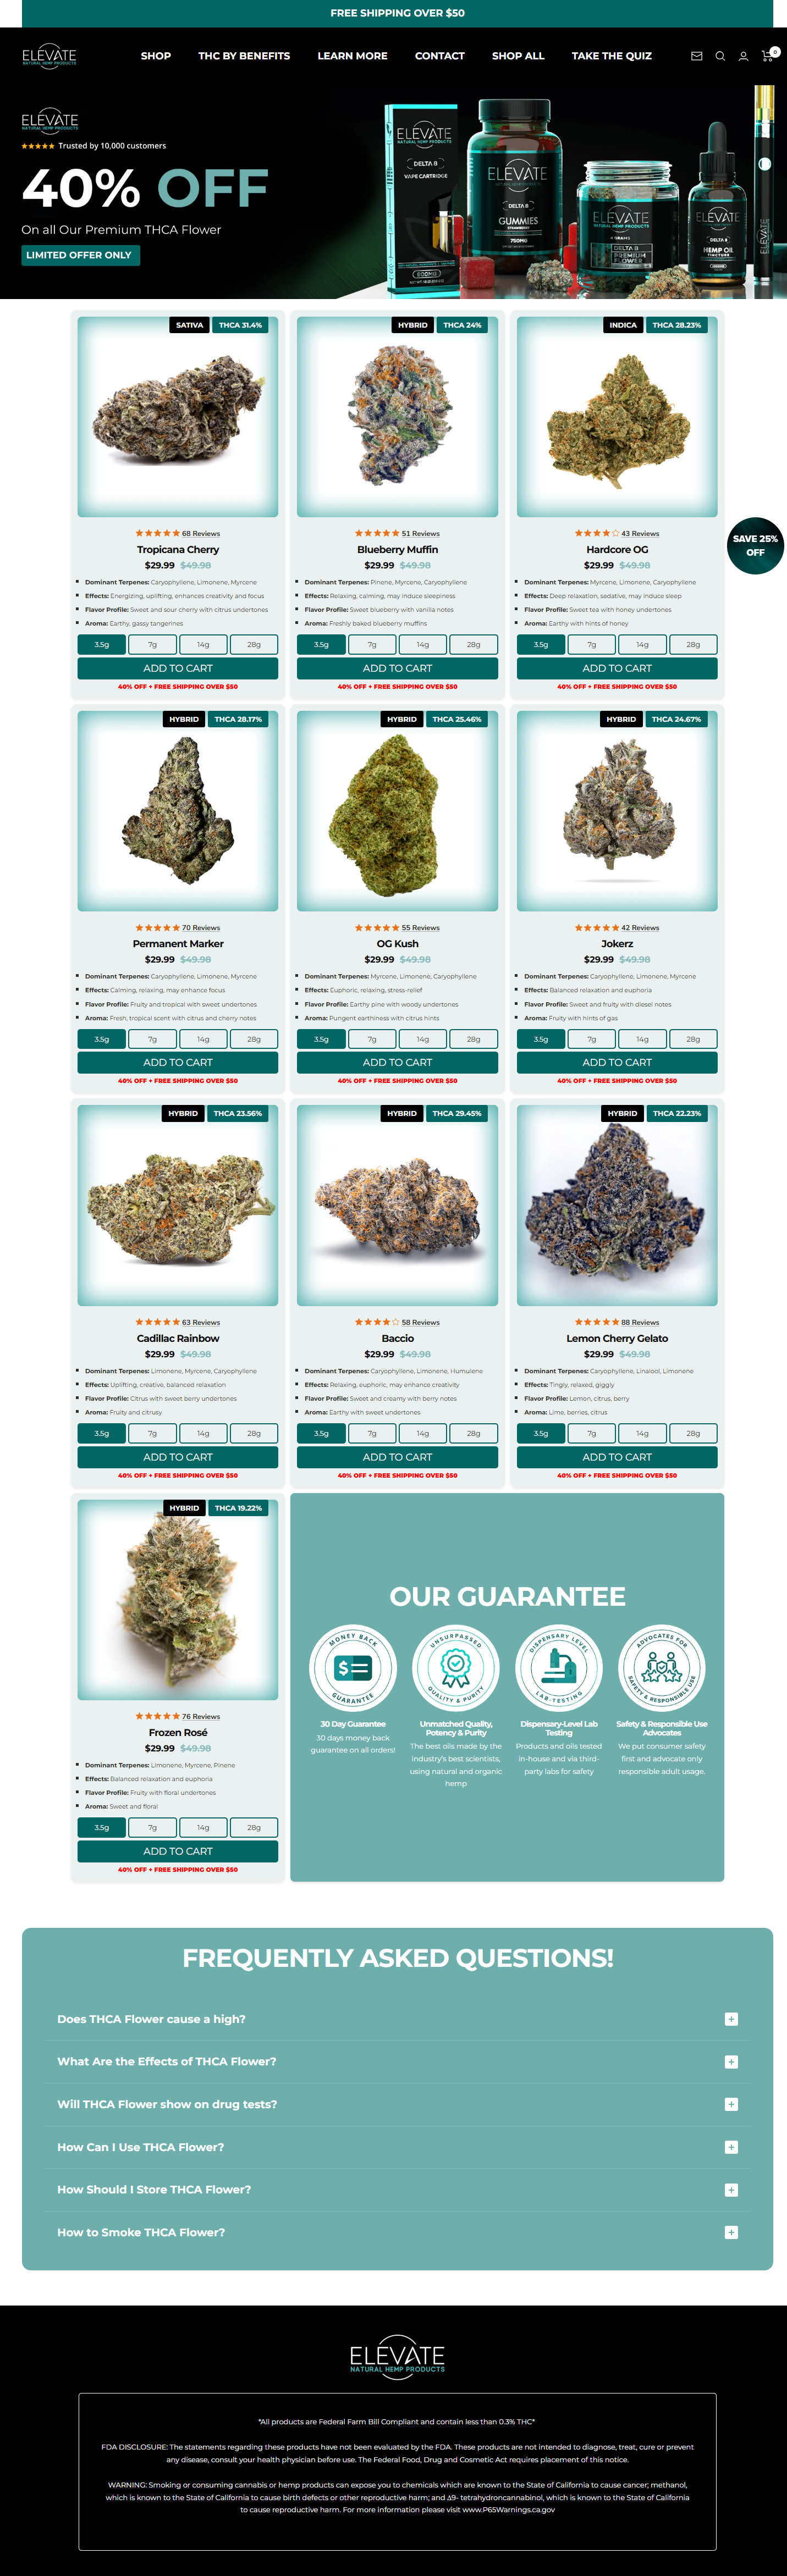 FREE SHIPPING OVER $50
ELEVATE
NATURAL HEMP PRODUCTS
SHOP THC BY BENEFITS LEARN MORE CONTACT SHOP ALL TAKE THE QUIZ
0
ELEVATE
NATURAL HEMP PRODUCTS
Trusted by 10,000 customers
40% OFF
On all Our Premium THCA Flower
LIMITED OFFER ONLY
ELEVATE
NATURAL HEMP PRODUCTS
DELTA 8
VAPE CARTRIDGE
ELEVATE
DELTA 8
GUMMIES
750MG
ELEVATE
DELTA 8
PREMIUM
FLOWER
ELEVATE
DELTA 8
HEMP OIL
TINCTURE
ELEVATE
SAVE 25%
OFF
SATIVA THCA 31.4%
68 Reviews
Tropicana Cherry
$29.99 $49.98
Dominant Terpenes: Caryophyllene, Limonene, Myrcene
Effects: Energizing, uplifting, enhances creativity and focus
Flavor Profile: Sweet and sour cherry with citrus undertones
Aroma: Earthy, gassy tangerines
3.5g 7g 14g 28g
ADD TO CART
40% OFF + FREE SHIPPING OVER $50
HYBRID THCA 24%
51 Reviews
Blueberry Muffin
$29.99 $49.98
Dominant Terpenes: Pinene, Myrcene, Caryophyllene
Effects: Relaxing, calming, may induce sleepiness
Flavor Profile: Sweet blueberry with vanilla notes
Aroma: Freshly baked blueberry muffins
3.5g 7g 14g 28g
ADD TO CART
40% OFF + FREE SHIPPING OVER $50
INDICA THCA 28.23%
43 Reviews
Hardcore OG
$29.99 $49.98
Dominant Terpenes: Myrcene, Limonene, Caryophyllene
Effects: Deep relaxation, sedative, may induce sleep
Flavor Profile: Sweet tea with honey undertones
Aroma: Earthy with hints of honey
3.5g 7g 14g 28g
ADD TO CART
40% OFF + FREE SHIPPING OVER $50
HYBRID THCA 28.17%
70 Reviews
Permanent Marker
$29.99 $49.98
Dominant Terpenes: Caryophyllene, Limonene, Myrcene
Effects: Calming, relaxing, may enhance focus
Flavor Profile: Fruity and tropical with sweet undertones
Aroma: Fresh, tropical scent with citrus and cherry notes
3.5g 7g 14g 28g
ADD TO CART
40% OFF + FREE SHIPPING OVER $50
HYBRID THCA 25.46%
55 Reviews
OG Kush
$29.99 $49.98
Dominant Terpenes: Myrcene, Limonene, Caryophyllene
Effects: Euphoric, relaxing, stress-relief
Flavor Profile: Earthy pine with woody undertones
Aroma: Pungent earthiness with citrus hints
3.5g 7g 14g 28g
ADD TO CART
40% OFF + FREE SHIPPING OVER $50
HYBRID THCA 24.67%
42 Reviews
Jokerz
$29.99 $49.98
Dominant Terpenes: Caryophyllene, Limonene, Myrcene
Effects: Balanced relaxation and euphoria
Flavor Profile: Sweet and fruity with diesel notes
Aroma: Fruity with hints of gas
3.5g 7g 14g 28g
ADD TO CART
40% OFF + FREE SHIPPING OVER $50
HYBRID THCA 23.56%
63 Reviews
Cadillac Rainbow
$29.99 $49.98
Dominant Terpenes: Limonene, Myrcene, Caryophyllene
Effects: Uplifting, creative, balanced relaxation
Flavor Profile: Citrus with sweet berry undertones
Aroma: Fruity and citrusy
3.5g 7g 14g 28g
ADD TO CART
40% OFF + FREE SHIPPING OVER $50
HYBRID THCA 29.45%
58 Reviews
Baccio
$29.99 $49.98
Dominant Terpenes: Caryophyllene, Limonene, Humulene
Effects: Relaxing, euphoric, may enhance creativity
Flavor Profile: Sweet and creamy with berry notes
Aroma: Earthy with sweet undertones
3.5g 7g 14g 28g
ADD TO CART
40% OFF + FREE SHIPPING OVER $50
HYBRID THCA 22.23%
88 Reviews
Lemon Cherry Gelato
$29.99 $49.98
Dominant Terpenes: Caryophyllene, Linalool, Limonene
Effects: Tingly, relaxed, giggly
Flavor Profile: Lemon, citrus, berry
Aroma: Lime, berries, citrus
3.5g 7g 14g 28g
ADD TO CART
40% OFF + FREE SHIPPING OVER $50
HYBRID THCA 19.22%
76 Reviews
Frozen Rosé
$29.99 $49.98
Dominant Terpenes: Limonene, Myrcene, Pinene
Effects: Balanced relaxation and euphoria
Flavor Profile: Fruity with floral undertones
Aroma: Sweet and floral
3.5g 7g 14g 28g
ADD TO CART
40% OFF + FREE SHIPPING OVER $50
OUR GUARANTEE
MONEY BACK
GUARANTEE
30 Day Guarantee
30 days money back
guarantee on all orders!
UNSURPASSED
QUALITY & PURITY
Unmatched Quality,
Potency & Purity
The best oils made by the
industry's best scientists,
using natural and organic
hemp
DISPENSARY LEVEL
LAB-TESTING
Dispensary-Level Lab
Testing
Products and oils tested
in-house and via third-
party labs for safety
ADVOCATES FOR
SAFETY & RESPONSIBLE USE
Safety & Responsible Use
Advocates
We put consumer safety
first and advocate only
responsible adult usage.
FREQUENTLY ASKED QUESTIONS!
Does THCA Flower cause a high?
What Are the Effects of THCA Flower?
Will THCA Flower show on drug tests?
How Can I Use THCA Flower?
How Should I Store THCA Flower?
How to Smoke THCA Flower?
ELEVATE
NATURAL HEMP PRODUCTS
*All products are Federal Farm Bill Compliant and contain less than 0.3% THC*
FDA DISCLOSURE: The statements regarding these products have not been evaluated by the FDA. These products are not intended to diagnose, treat, cure or prevent
any disease, consult your health physician before use. The Federal Food, Drug and Cosmetic Act requires placement of this notice.
WARNING: Smoking or consuming cannabis or hemp products can expose you to chemicals which are known to the State of California to cause cancer; methanol,
which is known to the State of California to cause birth defects or other reproductive harm; and Δ9- tetrahydrocannabinol, which is known to the State of California
to cause reproductive harm. For more information please visit www.P65Warnings.ca.gov